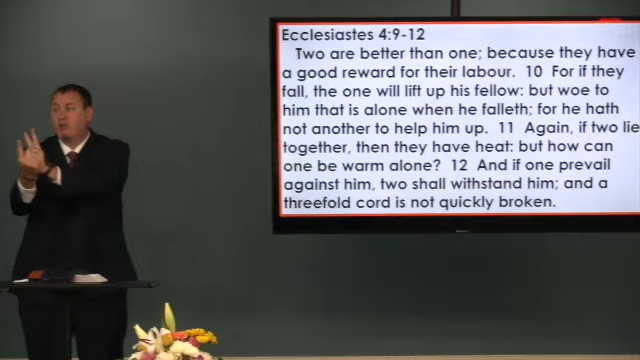 Ecclesiastes 4:9-12
Two are better than one; because they have
a good reward for their labour. 10 For if they
fall, the one will lift up his fellow: but woe to
him that is alone when he falleth; for he hath
not another to help him up. 11 Again, if two lie
together, then they have heat: but how can
one be warm alone? 12 And if one prevail
against him, two shall withstand him; and a
threefold cord is not quickly broken.